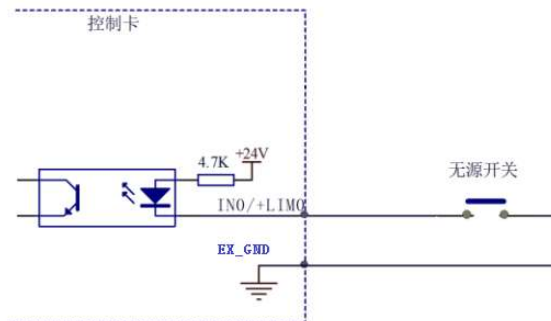 控制卡
+24V
4.7K
无源开关
IN0/+LIM0
EX_GND